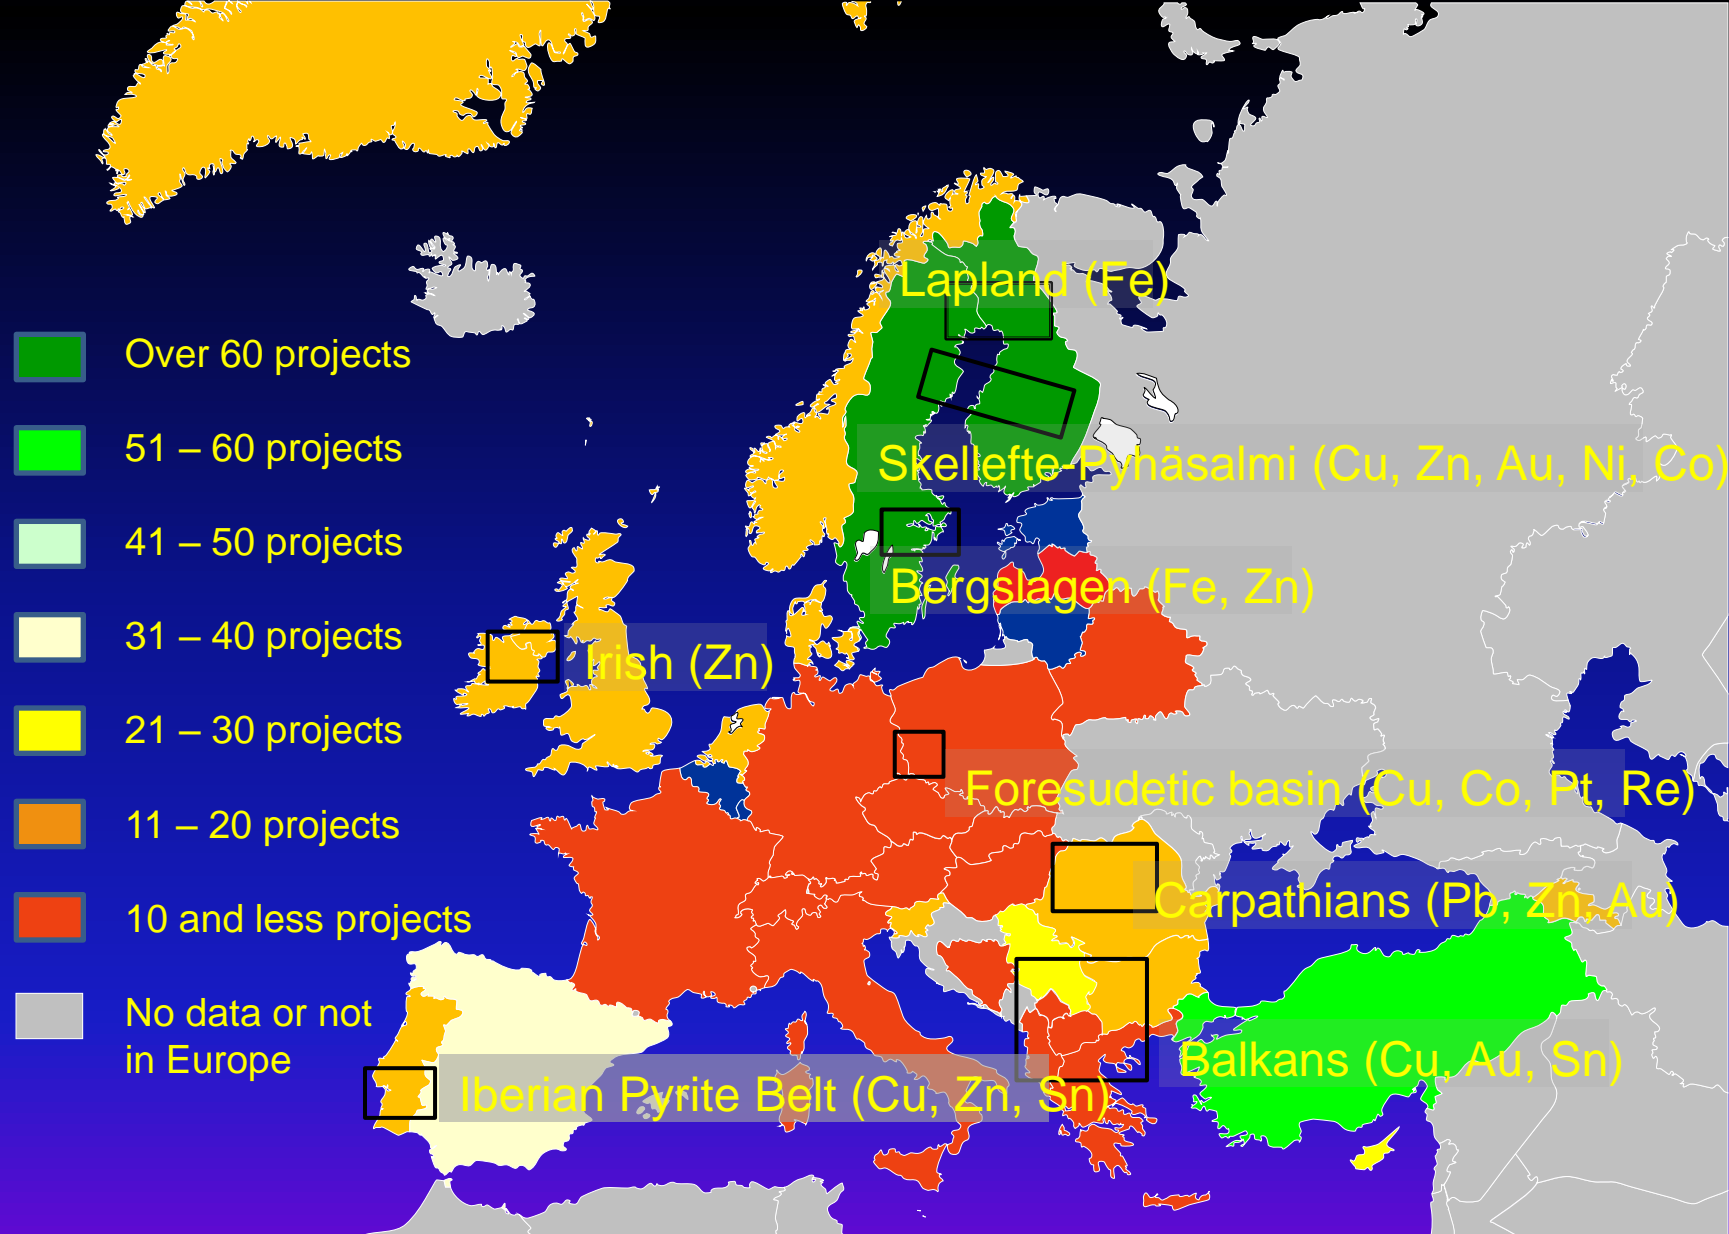 Lapland (Fe)
Over 60 projects
51 – 60 projects
Skellefte-Pyhäsalmi (Cu, Zn, Au, Ni, Co)
41 – 50 projects
Bergslagen (Fe, Zn)
31 – 40 projects
Irish (Zn)
21 – 30 projects
Foresudetic basin (Cu, Co, Pt, Re)
11 – 20 projects
Carpathians (Pb, Zn, Au)
10 and less projects
No data or not
in Europe
Balkans (Cu, Au, Sn)
Iberian Pyrite Belt (Cu, Zn, Sn)